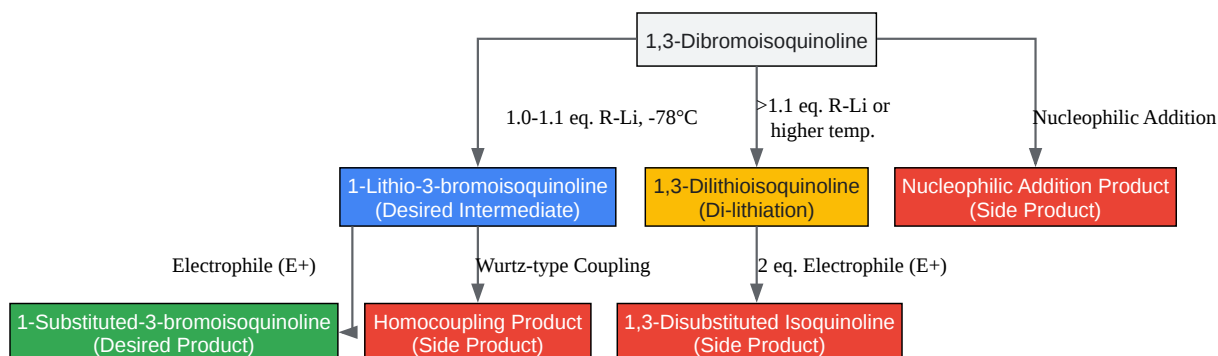 1,3-Dibromoisoquinoline
1.0-1.1 eq. R-Li, -78°C
>1.1 eq. R-Li or
higher temp.
Nucleophilic Addition
1-Lithio-3-bromoisoquinoline
(Desired Intermediate)
1,3-Dilithioisoquinoline
(Di-lithiation)
Nucleophilic Addition Product
(Side Product)
Electrophile (E+)
Wurtz-type Coupling
2 eq. Electrophile (E+)
1-Substituted-3-bromoisoquinoline
(Desired Product)
Homocoupling Product
(Side Product)
1,3-Disubstituted Isoquinoline
(Side Product)